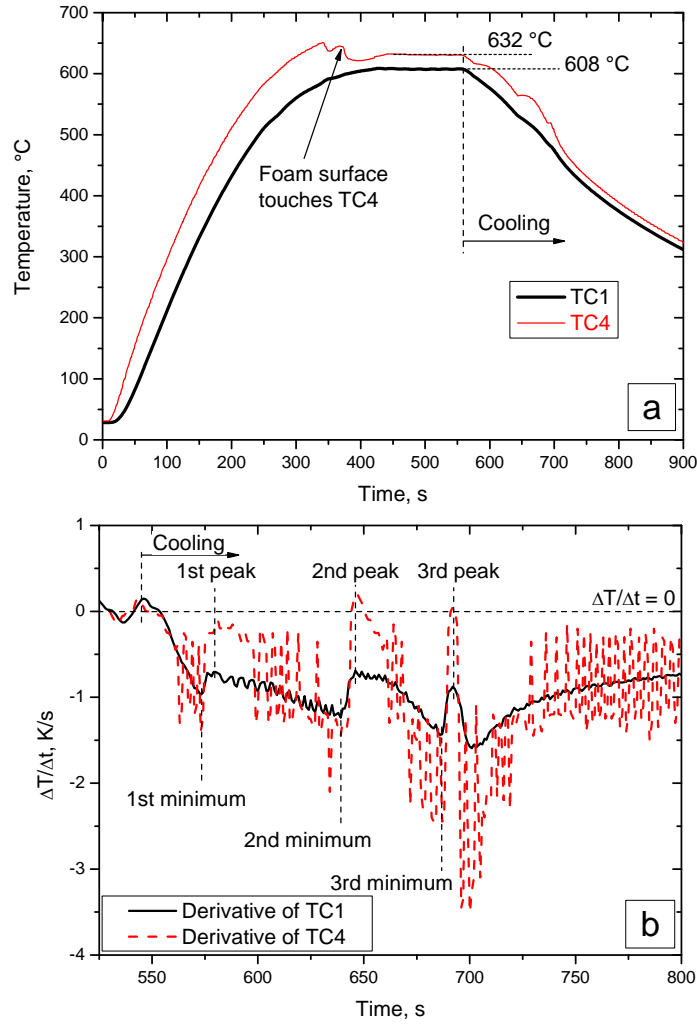 700
600
500
400
300
200
100
0
Temperature, °C
632 °C
608 °C
Foam surface
touches TC4
Cooling
TC1
TC4
a
0 100 200 300 400 500 600 700 800 900
Time, s
1
0
-1
-2
-3
-4
ΔT/Δt, K/s
Cooling
1st peak 2nd peak 3rd peak
ΔT/Δt = 0
1st minimum
2nd minimum
3rd minimum
Derivative of TC1
Derivative of TC4
b
550 600 650 700 750 800
Time, s